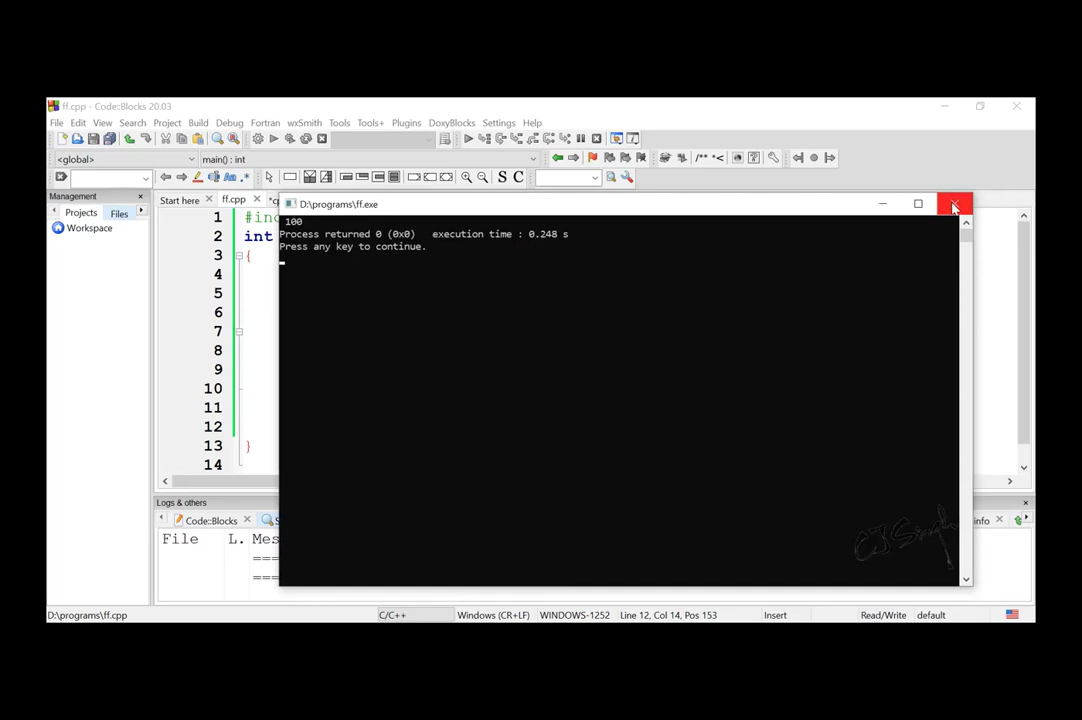 ff.cpp - Code::Blocks 20.03
File Edit View Search Project Build Debug Fortran wxSmith Tools Tools+ Plugins DoxyBlocks Settings Help
<global> main() : int /** *<
Aa .* S C
Management
Projects Files
Workspace
Start here ff.cpp
D:\programs\ff.exe
100
Process returned 0 (0x0) execution time : 0.248 s
Press any key to continue.
1 #inc
2 int
3 {
4
5
6
7
8
9
10
11
12
13 }
14
Logs & others
Code::Blocks info
File L. Mes
===
===
CJ Singh
D:\programs\ff.cpp C/C++ Windows (CR+LF) WINDOWS-1252 Line 12, Col 14, Pos 153 Insert Read/Write default